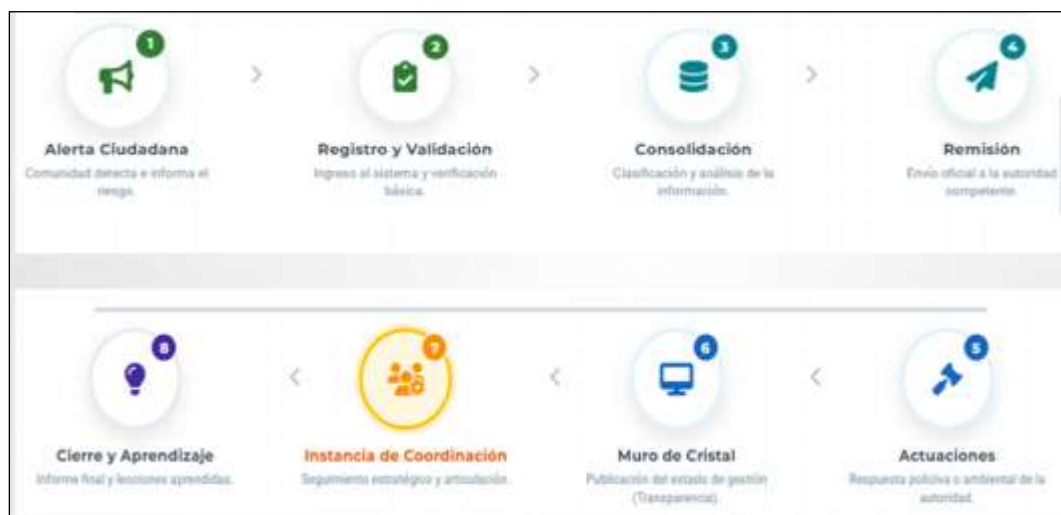 1
2
3
4
Alerta Ciudadana
Comunidad detecta e informa el
riesgo.
Registro y Validación
Ingreso al sistema y verificación
básica.
Consolidación
Clasificación y análisis de la
información.
Remisión
Envío oficial a la autoridad
competente.
8
7
6
5
Cierre y Aprendizaje
Informe final y lecciones aprendidas.
Instancia de Coordinación
Seguimiento estratégico y articulación.
Muro de Cristal
Publicación del estado de gestión
(Transparencia).
Actuaciones
Respuesta policiva o ambiental de la
autoridad.